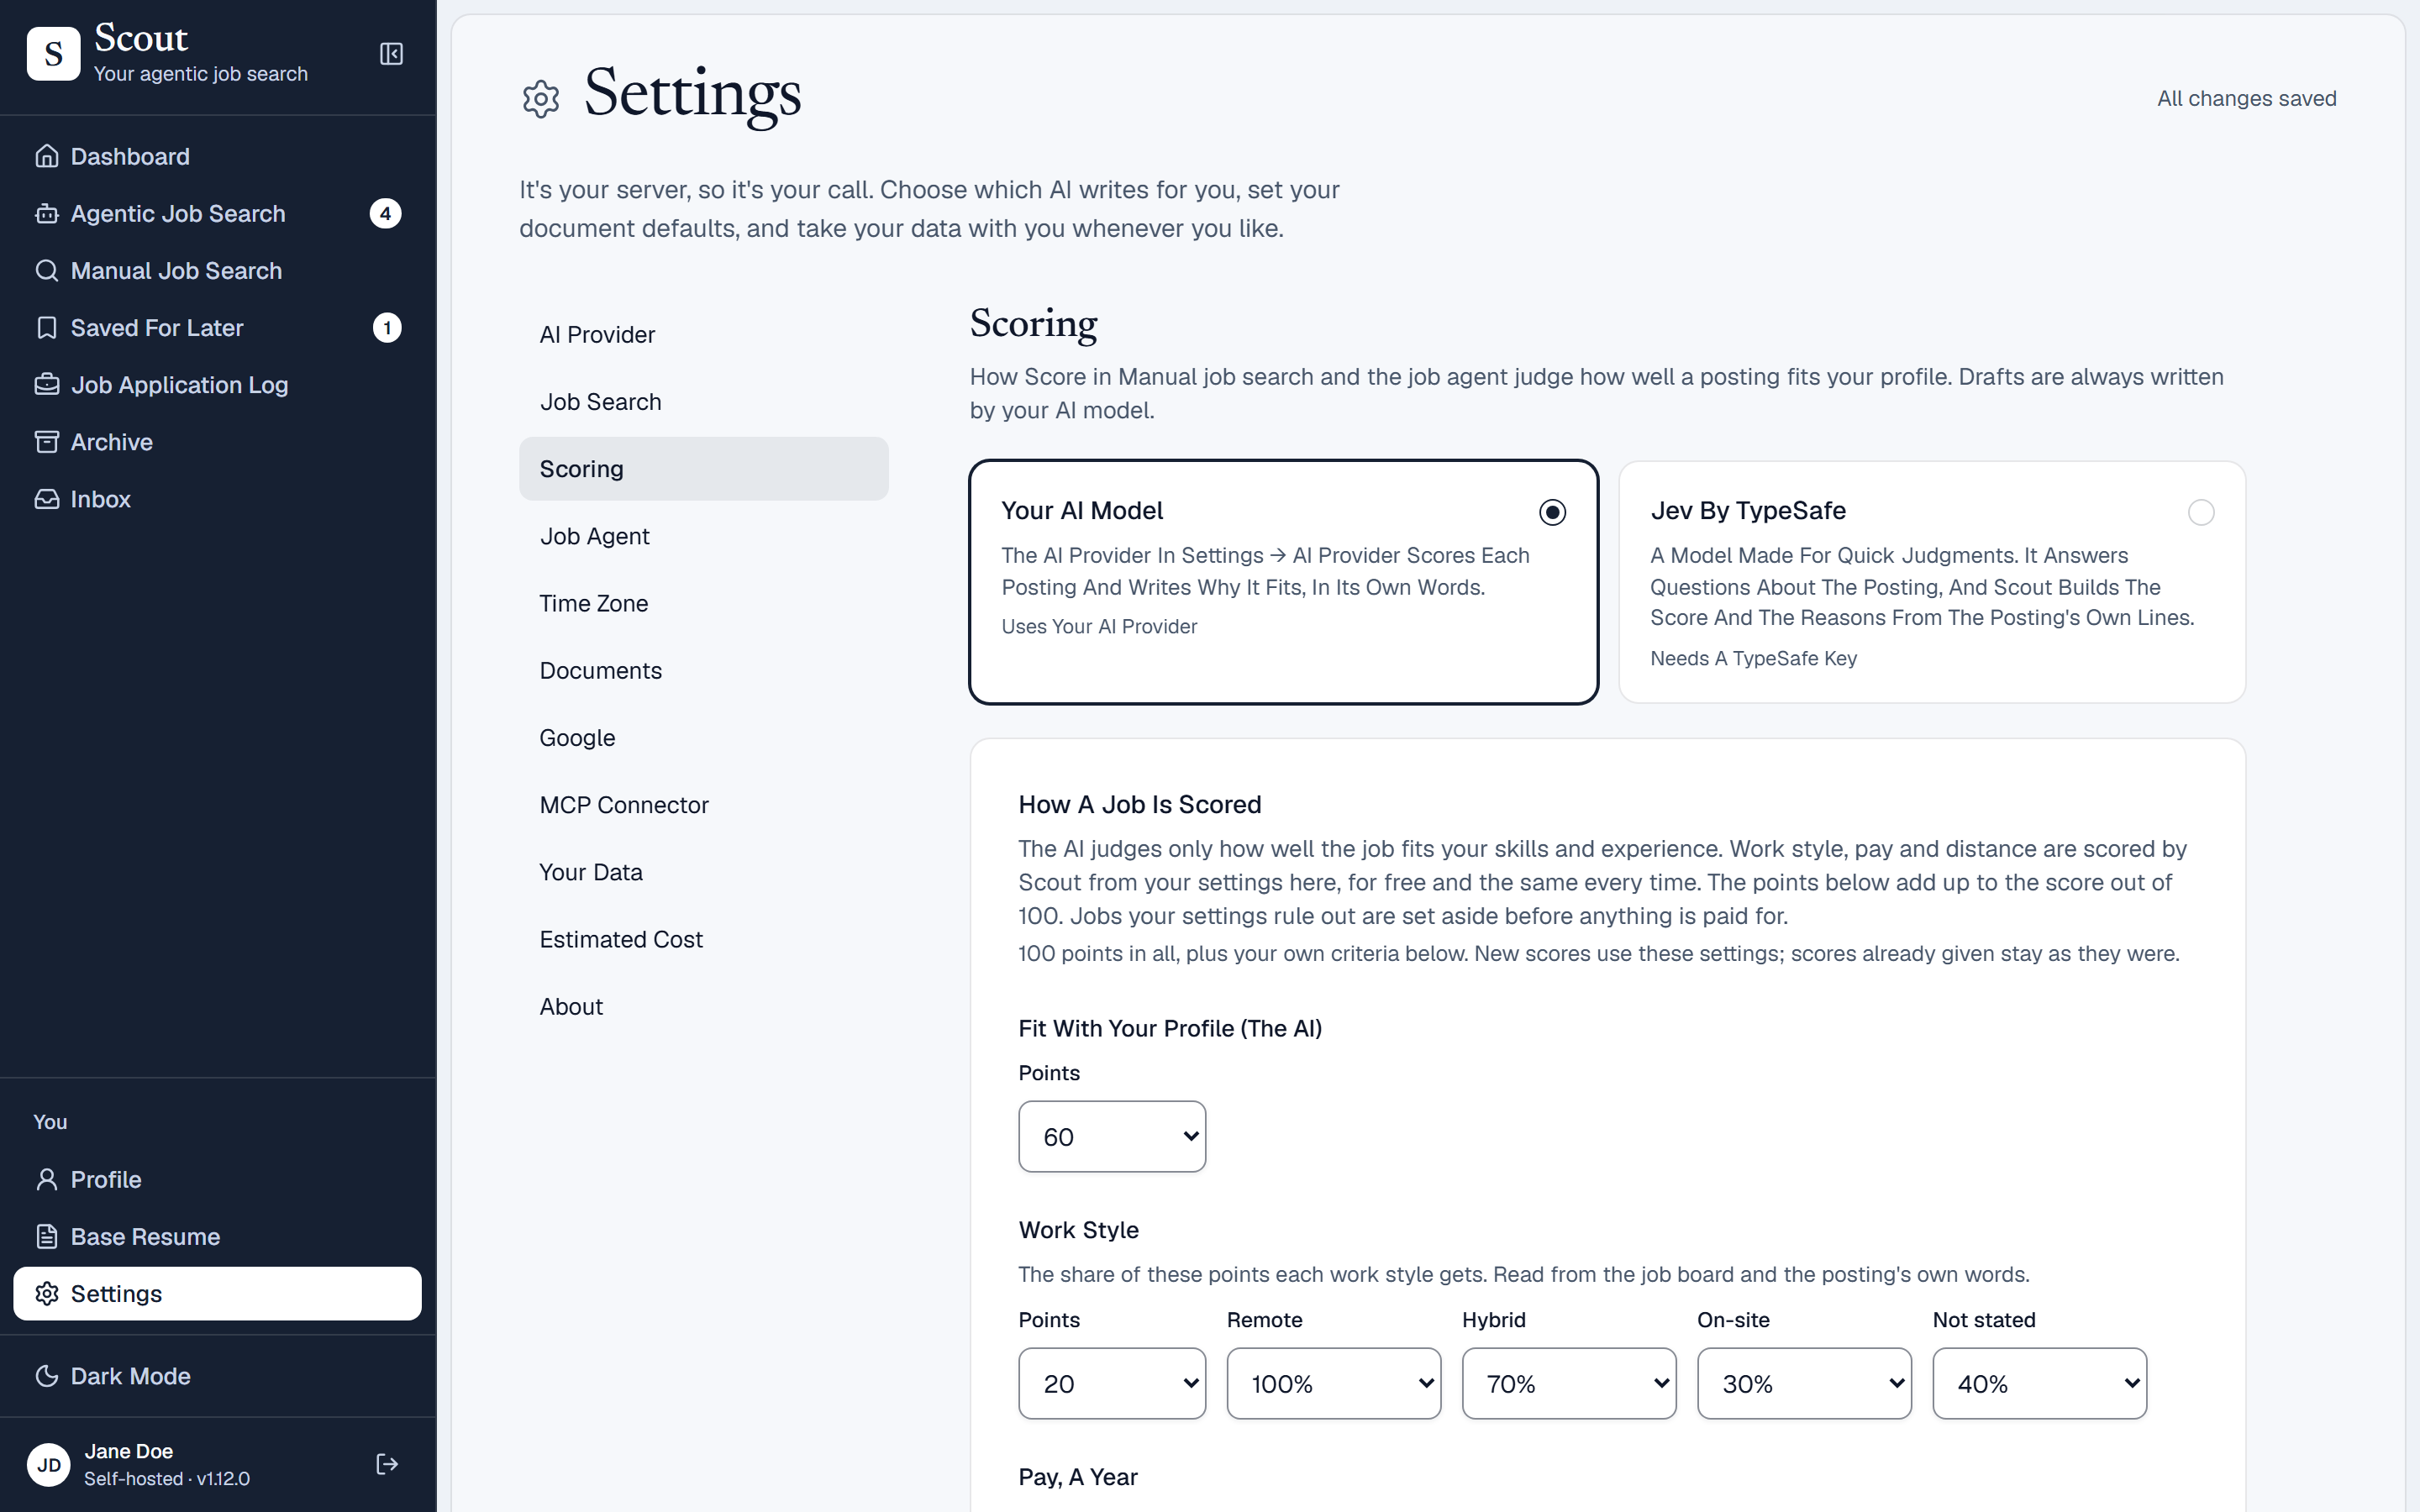 S
Scout
Your agentic job search
Dashboard
Agentic Job Search
4
Manual Job Search
Saved For Later
1
Job Application Log
Archive
Inbox
You
Profile
Base Resume
Settings
Dark Mode
JD
Jane Doe
Self-hosted · v1.12.0
Settings
All changes saved
It's your server, so it's your call. Choose which AI writes for you, set your
document defaults, and take your data with you whenever you like.
AI Provider
Job Search
Scoring
Job Agent
Time Zone
Documents
Google
MCP Connector
Your Data
Estimated Cost
About
Scoring
How Score in Manual job search and the job agent judge how well a posting fits your profile. Drafts are always written
by your AI model.
Your AI Model
The AI Provider In Settings → AI Provider Scores Each
Posting And Writes Why It Fits, In Its Own Words.
Uses Your AI Provider
Jev By TypeSafe
A Model Made For Quick Judgments. It Answers
Questions About The Posting, And Scout Builds The
Score And The Reasons From The Posting's Own Lines.
Needs A TypeSafe Key
How A Job Is Scored
The AI judges only how well the job fits your skills and experience. Work style, pay and distance are scored by
Scout from your settings here, for free and the same every time. The points below add up to the score out of
100. Jobs your settings rule out are set aside before anything is paid for.
100 points in all, plus your own criteria below. New scores use these settings; scores already given stay as they were.
Fit With Your Profile (The AI)
Points
60
Work Style
The share of these points each work style gets. Read from the job board and the posting's own words.
Points Remote Hybrid On-site Not stated
20 100% 70% 30% 40%
Pay, A Year